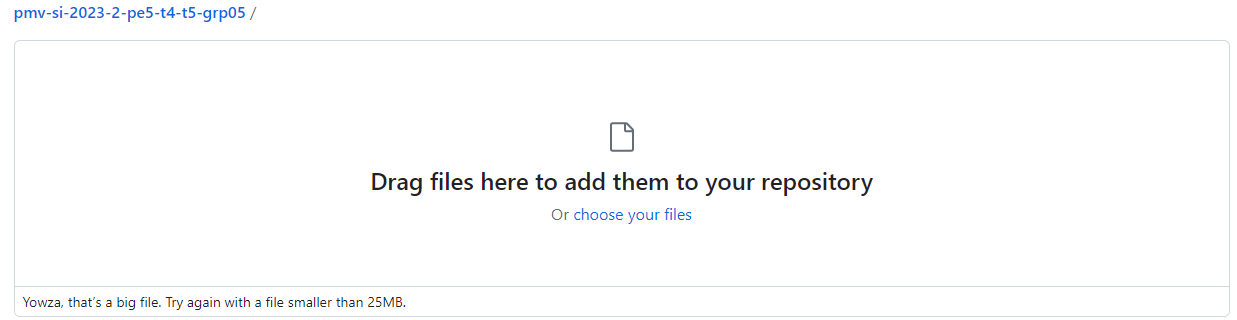 pmv-si-2023-2-pe5-t4-t5-grp05 /
Drag files here to add them to your repository
Or choose your files
Yowza, that’s a big file. Try again with a file smaller than 25MB.